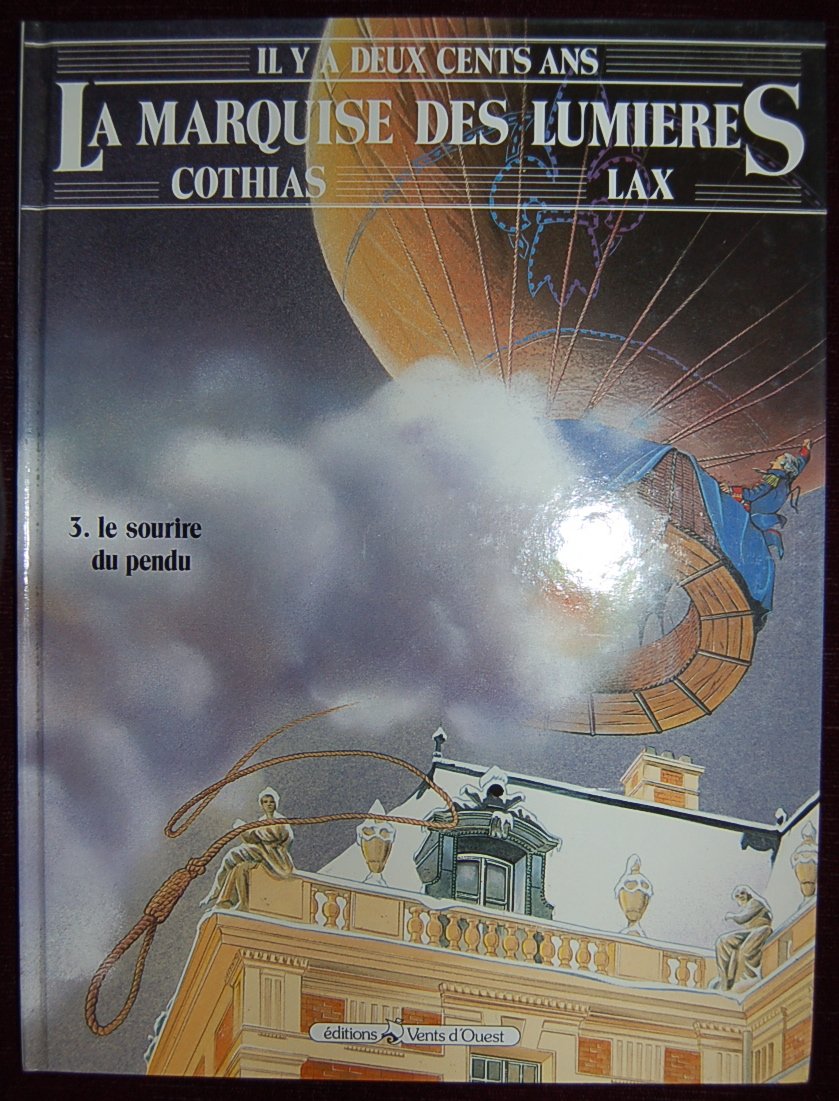 IL Y A DEUX CENTS ANS
LA MARQUISE DES LUMIERES
COTHIAS LAX
3. le sourire
du pendu
éditions Vents d'Ouest